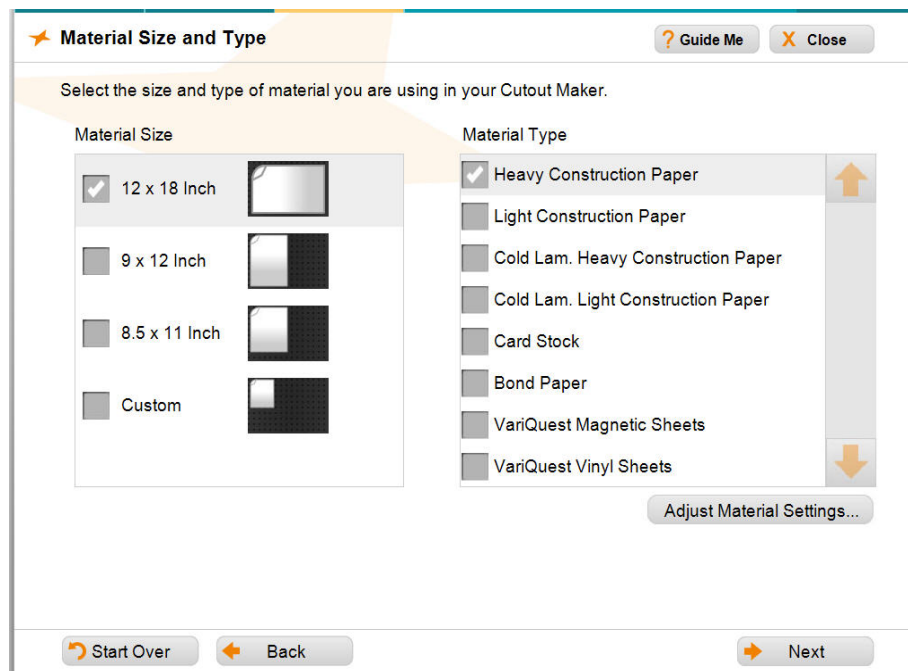 Material Size and Type
? Guide Me
X Close
Select the size and type of material you are using in your Cutout Maker.
Material Size
12 x 18 Inch
9 x 12 Inch
8.5 x 11 Inch
Custom
Material Type
Heavy Construction Paper
Light Construction Paper
Cold Lam. Heavy Construction Paper
Cold Lam. Light Construction Paper
Card Stock
Bond Paper
VariQuest Magnetic Sheets
VariQuest Vinyl Sheets
Adjust Material Settings...
Start Over
Back
Next